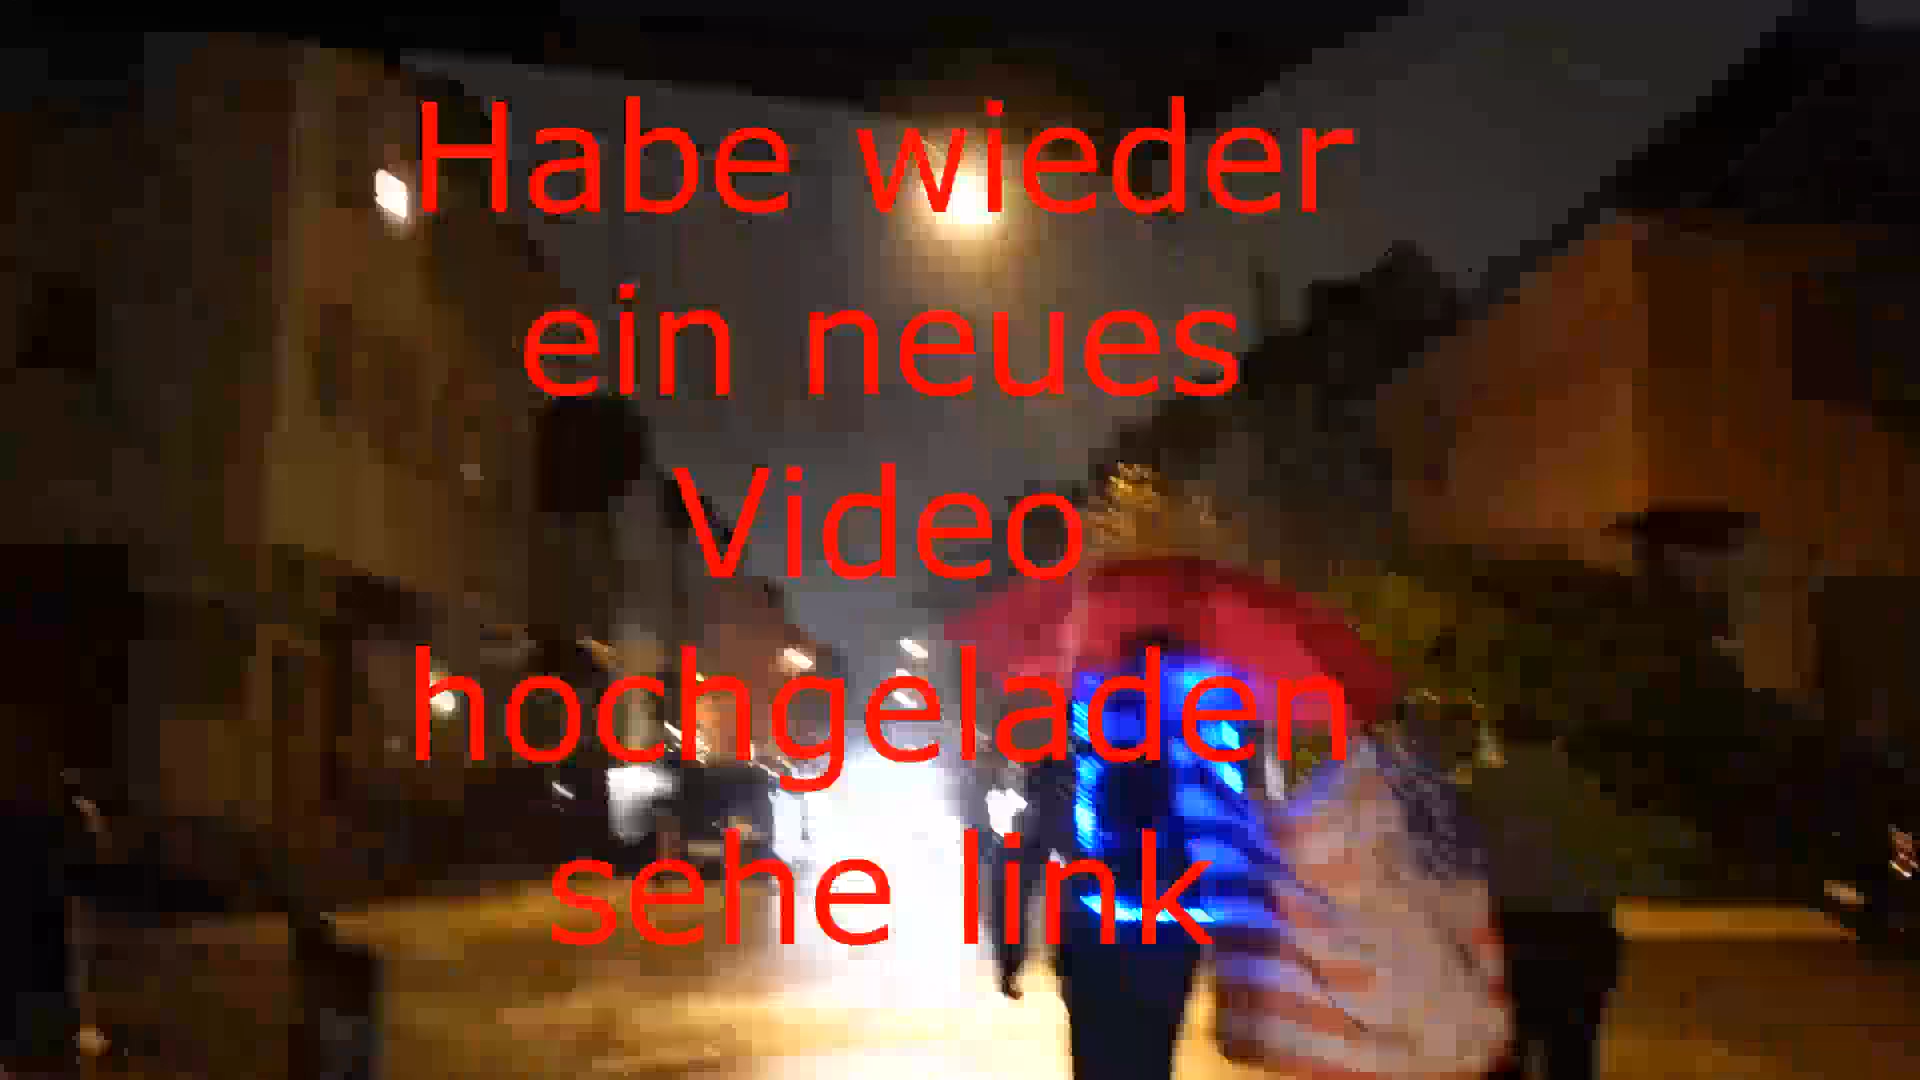 Habe wieder
ein neues
Video
hochgeladen
sehe link